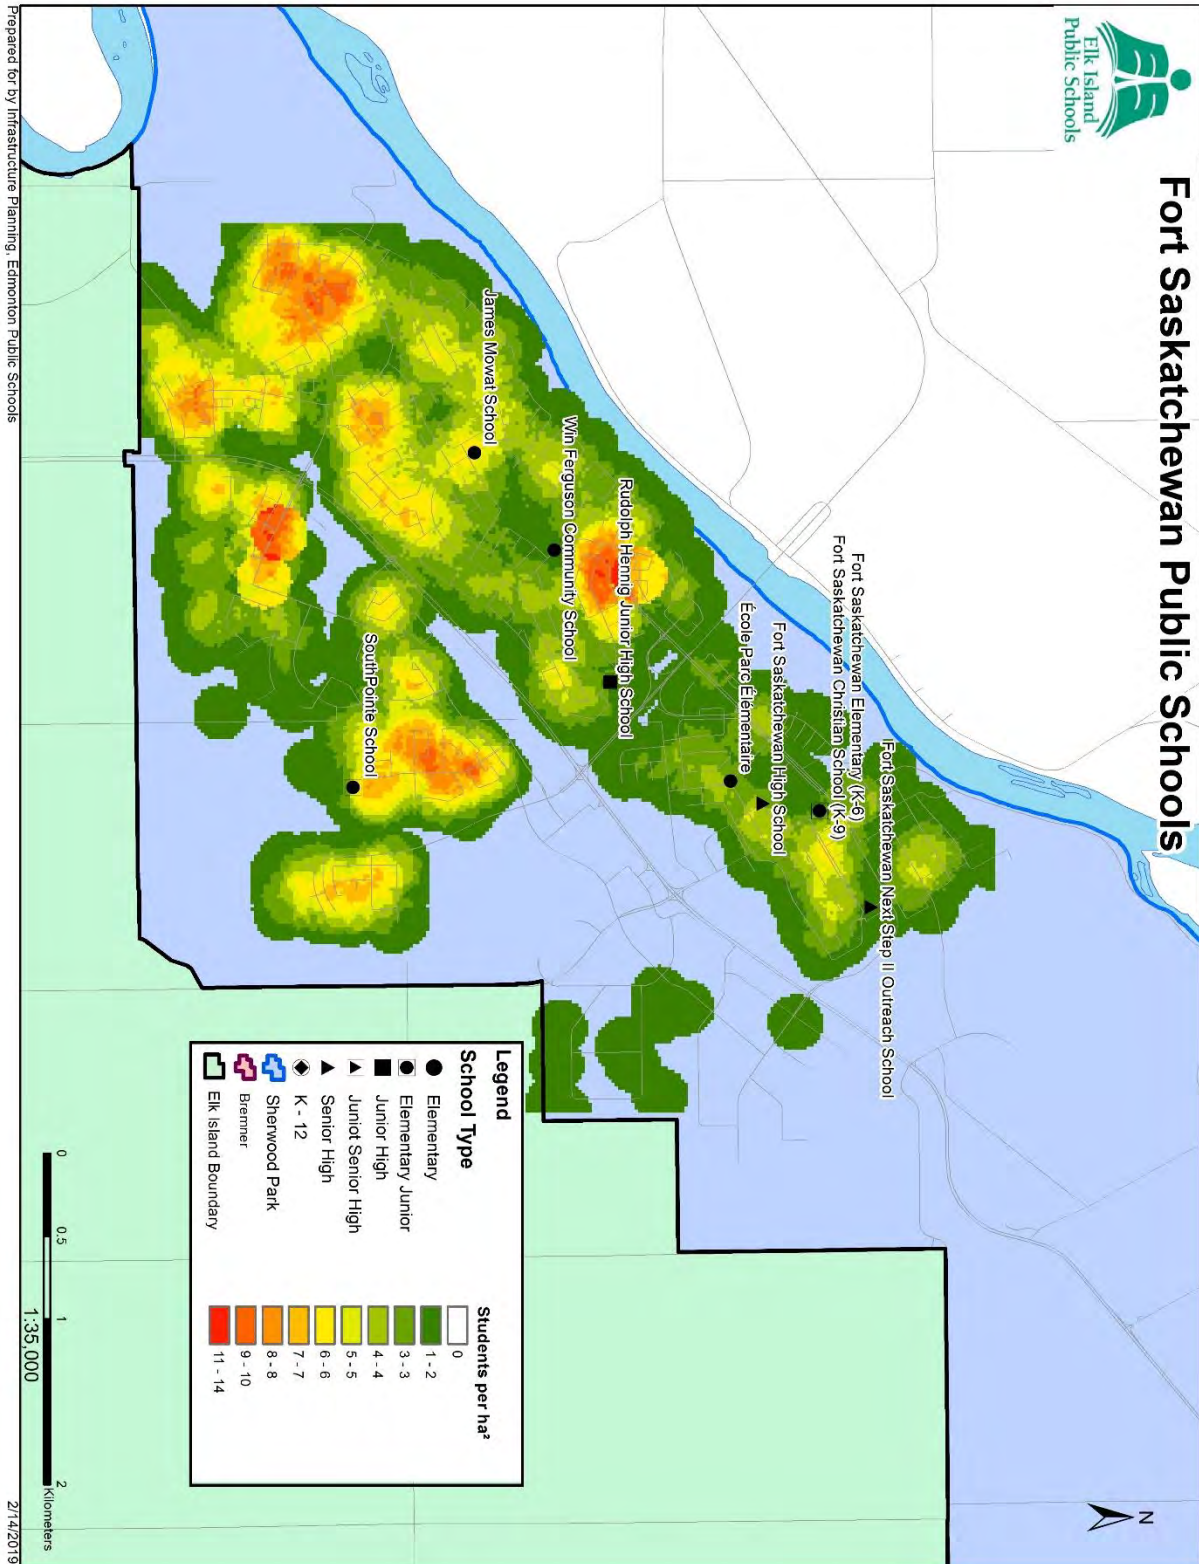 Elk Island
Public Schools
Fort Saskatchewan Public Schools
N
Fort Saskatchewan Next Step II Outreach School
Fort Saskatchewan Elementary (K-6)
Fort Saskatchewan Christian School (K-9)
Fort Saskatchewan High School
École Parc Élémentaire
Rudolph Hennig Junior High School
Win Ferguson Community School
James Mowat School
SouthPointe School
Legend
School Type
Elementary
Elementary Junior
Junior High
Juniot Senior High
Senior High
K - 12
Sherwood Park
Bremner
Elk Island Boundary
Students per ha²
0
1 - 2
3 - 3
4 - 4
5 - 5
6 - 6
7 - 7
8 - 8
9 - 10
11 - 14
0 0.5 1 2
Kilometers
1:35,000
Prepared for by Infrastructure Planning, Edmonton Public Schools
2/14/2019